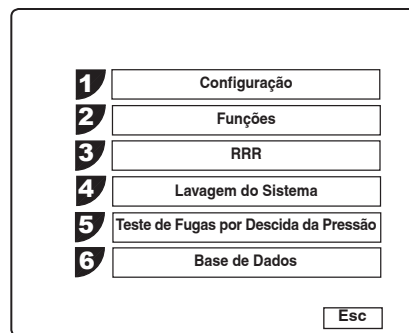 1 Configuração
2 Funções
3 RRR
4 Lavagem do Sistema
5 Teste de Fugas por Descida da Pressão
6 Base de Dados
Esc